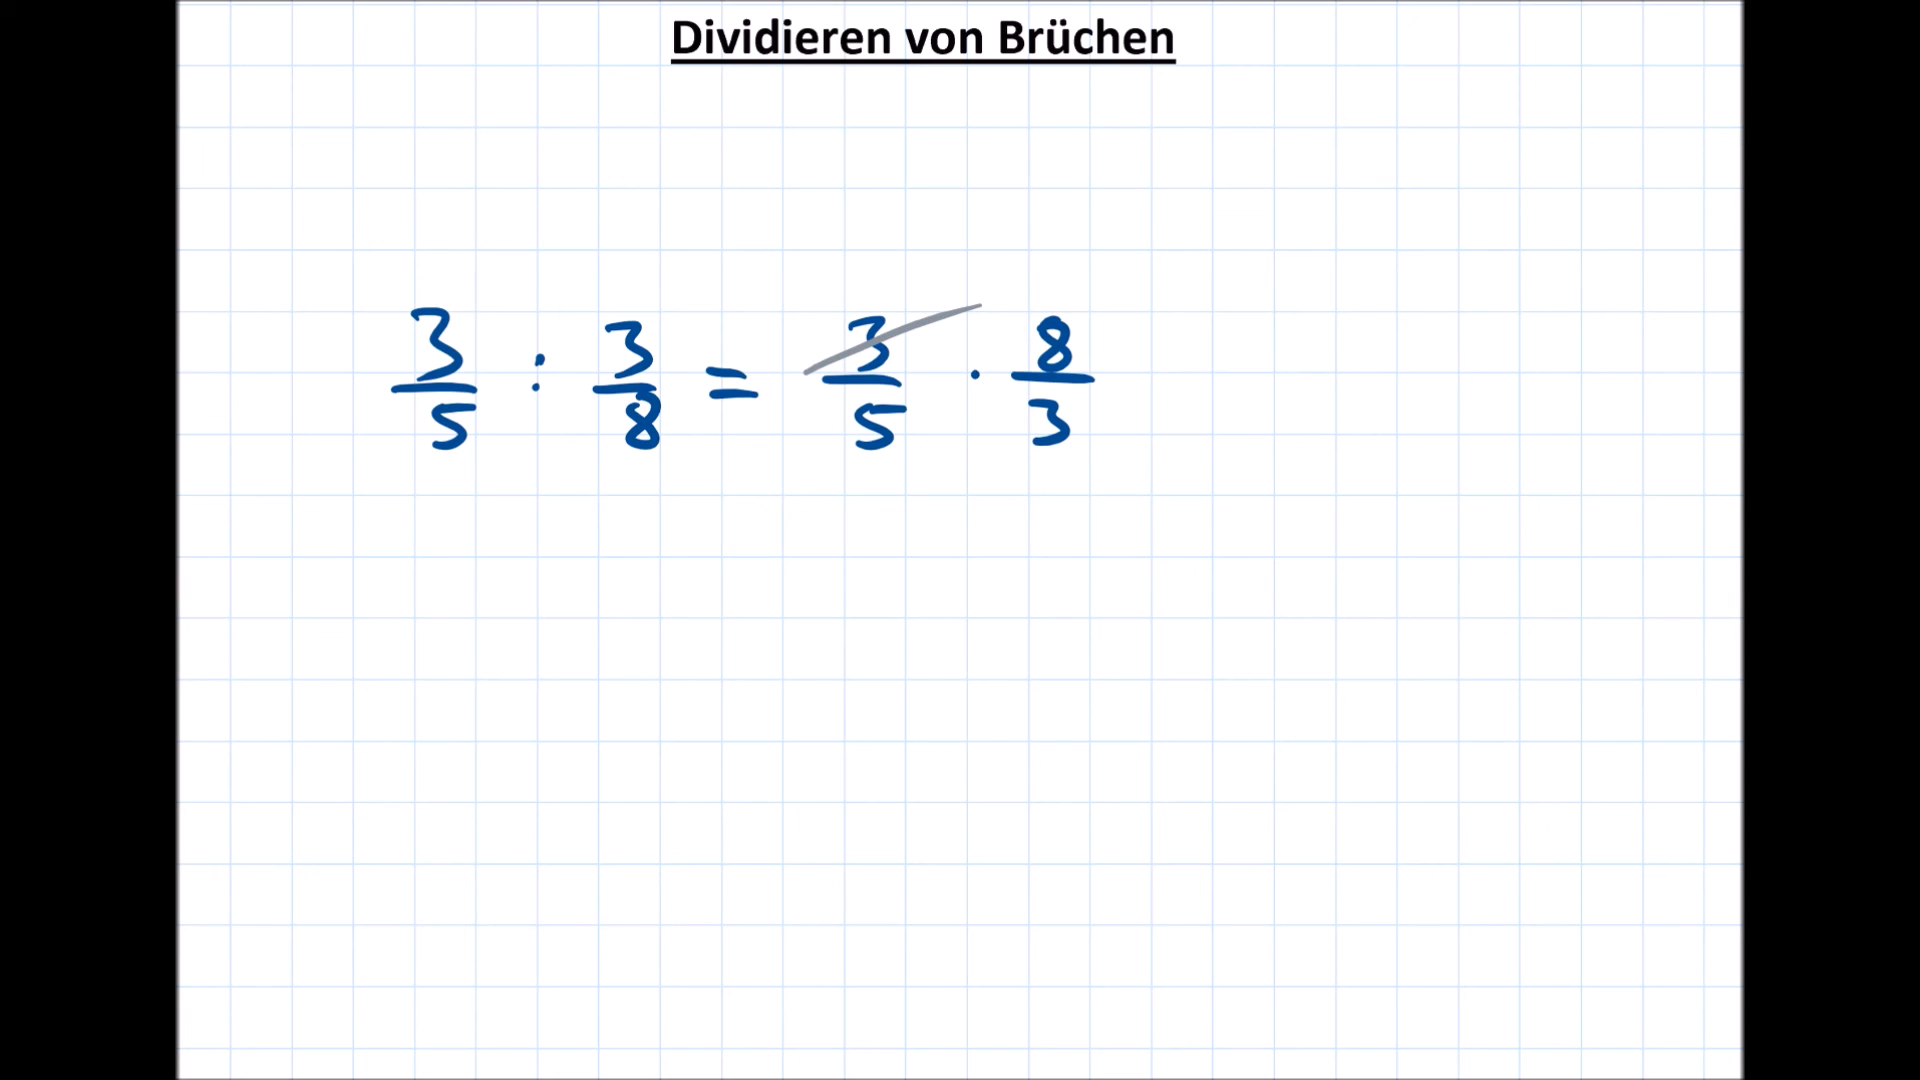 Dividieren von Brüchen
3/5 : 3/8 = 3/5 · 8/3